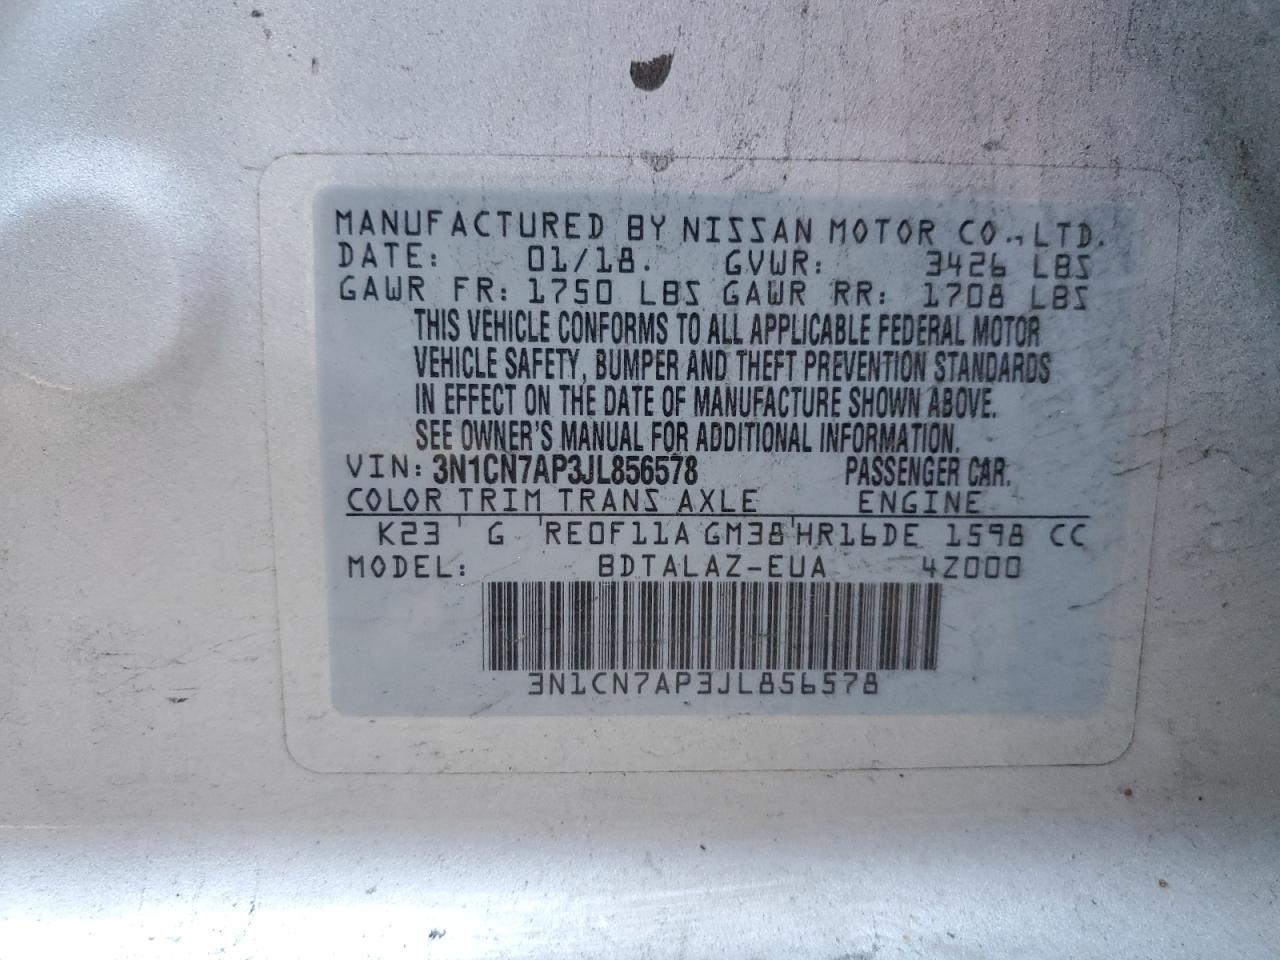 MANUFACTURED BY NISSAN MOTOR CO., LTD.
DATE: 01/18. GVWR: 3426 LBS
GAWR FR: 1750 LBS GAWR RR: 1708 LBS
THIS VEHICLE CONFORMS TO ALL APPLICABLE FEDERAL MOTOR
VEHICLE SAFETY, BUMPER AND THEFT PREVENTION STANDARDS
IN EFFECT ON THE DATE OF MANUFACTURE SHOWN ABOVE.
SEE OWNER'S MANUAL FOR ADDITIONAL INFORMATION.
VIN: 3N1CN7AP3JL856578 PASSENGER CAR.
COLOR TRIM TRANS AXLE ENGINE
K23 ' G ' RE0F11A GM38 ' HR16DE 1598 CC
MODEL: BDTALAZ-EUA 4Z000
3N1CN7AP3JL856578